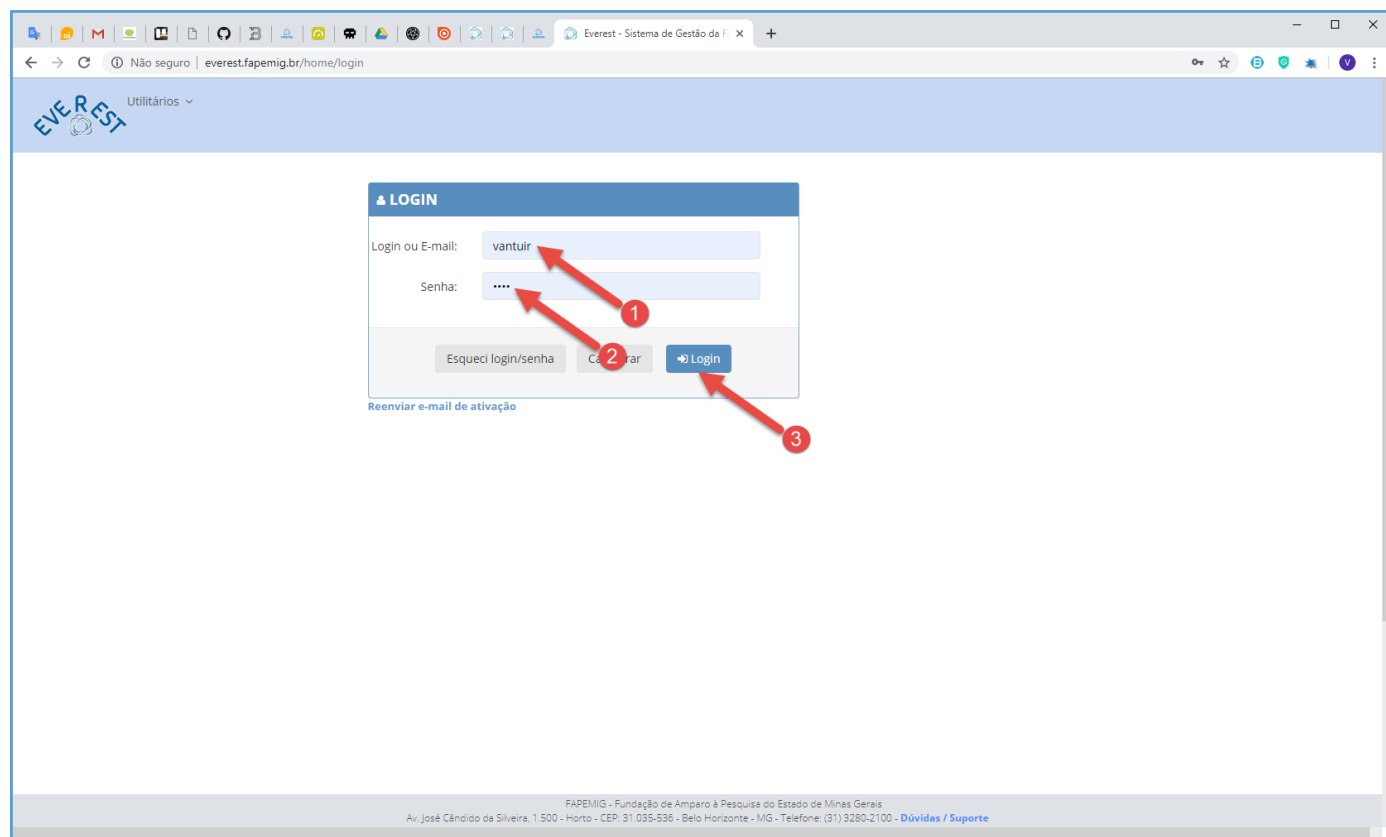 Everest - Sistema de Gestão da F
Não seguro | everest.fapemig.br/home/login
V
EVEREST
Utilitários
LOGIN
Login ou E-mail: vantuir
1
Senha: ••••
2
Esqueci login/senha
Login
3
Reenviar e-mail de ativação
FAPEMIG - Fundação de Amparo à Pesquisa do Estado de Minas Gerais
Av. José Cândido da Silveira, 1.500 - Horto - CEP: 31.035-536 - Belo Horizonte - MG - Telefone: (31) 3280-2100 - Dúvidas / Suporte